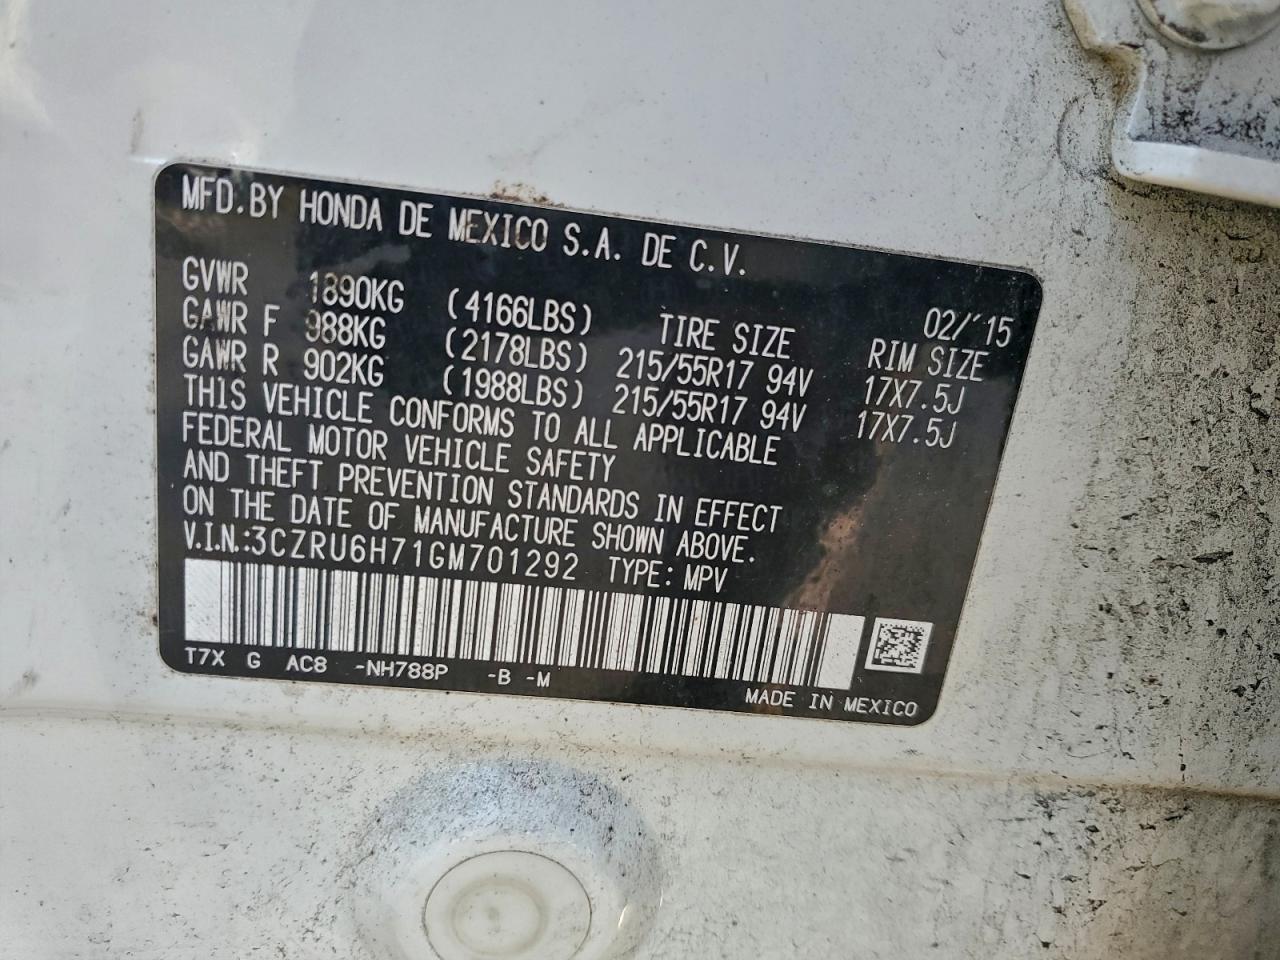 MFD.BY HONDA DE MEXICO S.A. DE C.V.
02/'15
GVWR 1890KG (4166LBS) TIRE SIZE RIM SIZE
GAWR F 988KG (2178LBS) 215/55R17 94V 17X7.5J
GAWR R 902KG (1988LBS) 215/55R17 94V 17X7.5J
THIS VEHICLE CONFORMS TO ALL APPLICABLE
FEDERAL MOTOR VEHICLE SAFETY
AND THEFT PREVENTION STANDARDS IN EFFECT
ON THE DATE OF MANUFACTURE SHOWN ABOVE.
V.I.N.:3CZRU6H71GM701292 TYPE: MPV
T7X G AC8 -NH788P -B -M
MADE IN MEXICO